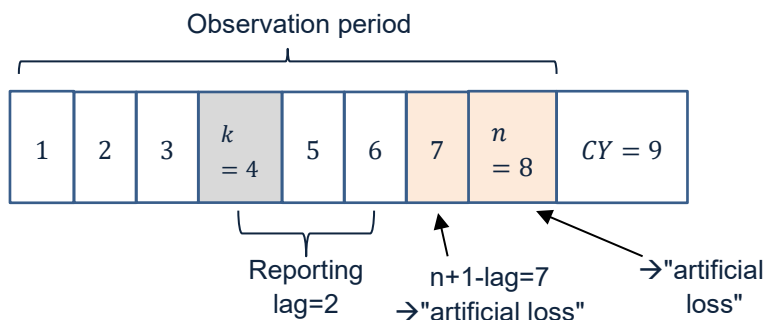 Observation period
1 2 3 k = 4 5 6 7 n = 8 CY = 9
Reporting
lag=2
n+1-lag=7
→"artificial loss"
→"artificial
loss"